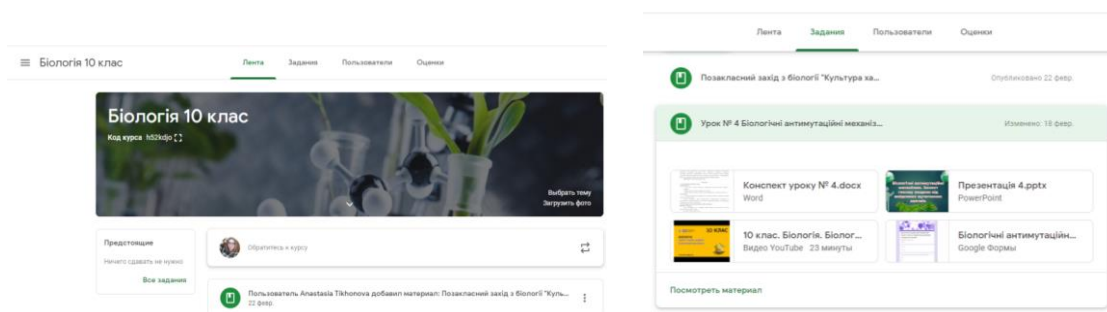 Біологія 10 клас
Лента Задания Пользователи Оценки
Біологія 10 клас
Код курса h52kdjo
Выбрать тему
Загрузить фото
Предстоящие
Ничего сдавать не нужно
Все задания
Обратитесь к курсу
Пользователь Anastasia Tikhonova добавил материал: Позакласний захід з біології "Куль...
22 февр.
Лента Задания Пользователи Оценки
Позакласний захід з біології "Культура ха...
Опубликовано 22 февр.
Урок № 4 Біологічні антимутаційні механіз...
Изменено: 18 февр.
Конспект уроку № 4.docx
Word
Презентація 4.pptx
PowerPoint
10 КЛАС
10 клас. Біологія. Біолог...
Видео YouTube 23 минуты
Біологічні антимутаційн...
Google Формы
Посмотреть материал